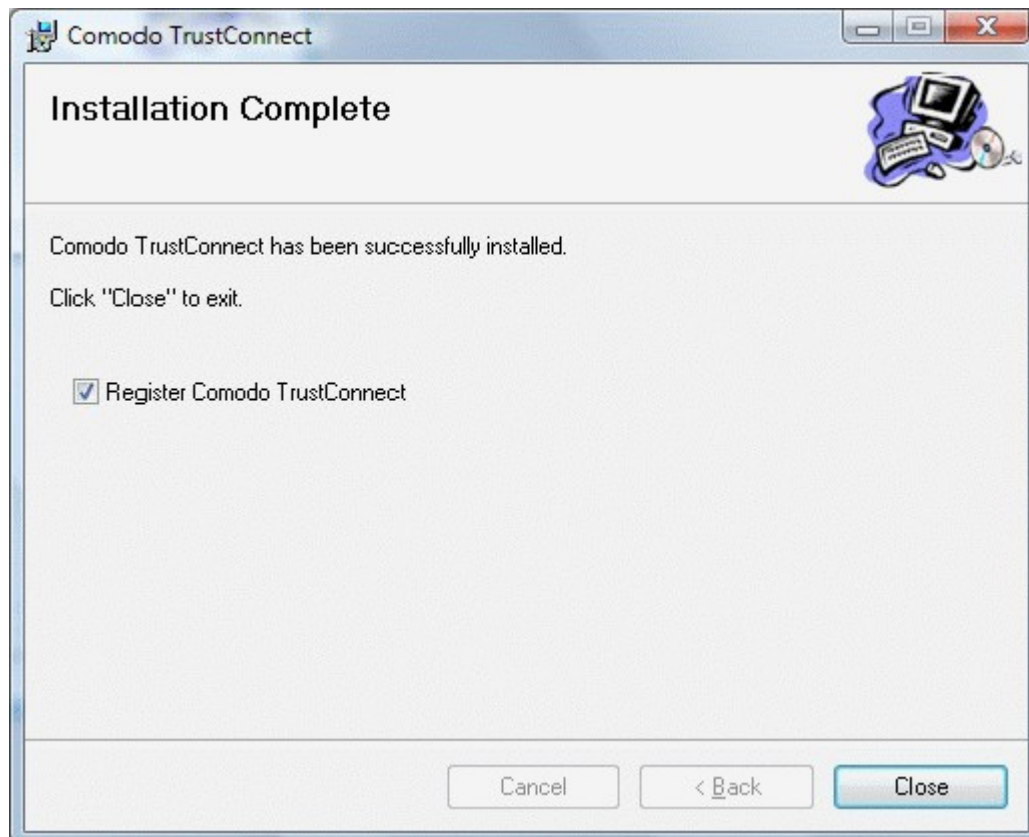 Comodo TrustConnect
Installation Complete
Comodo TrustConnect has been successfully installed.
Click "Close" to exit.
Register Comodo TrustConnect
Cancel
< Back
Close